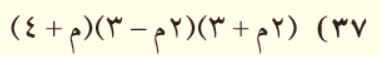 ٣٧) (٢م + ٣)(٢م − ٣)(م + ٤)